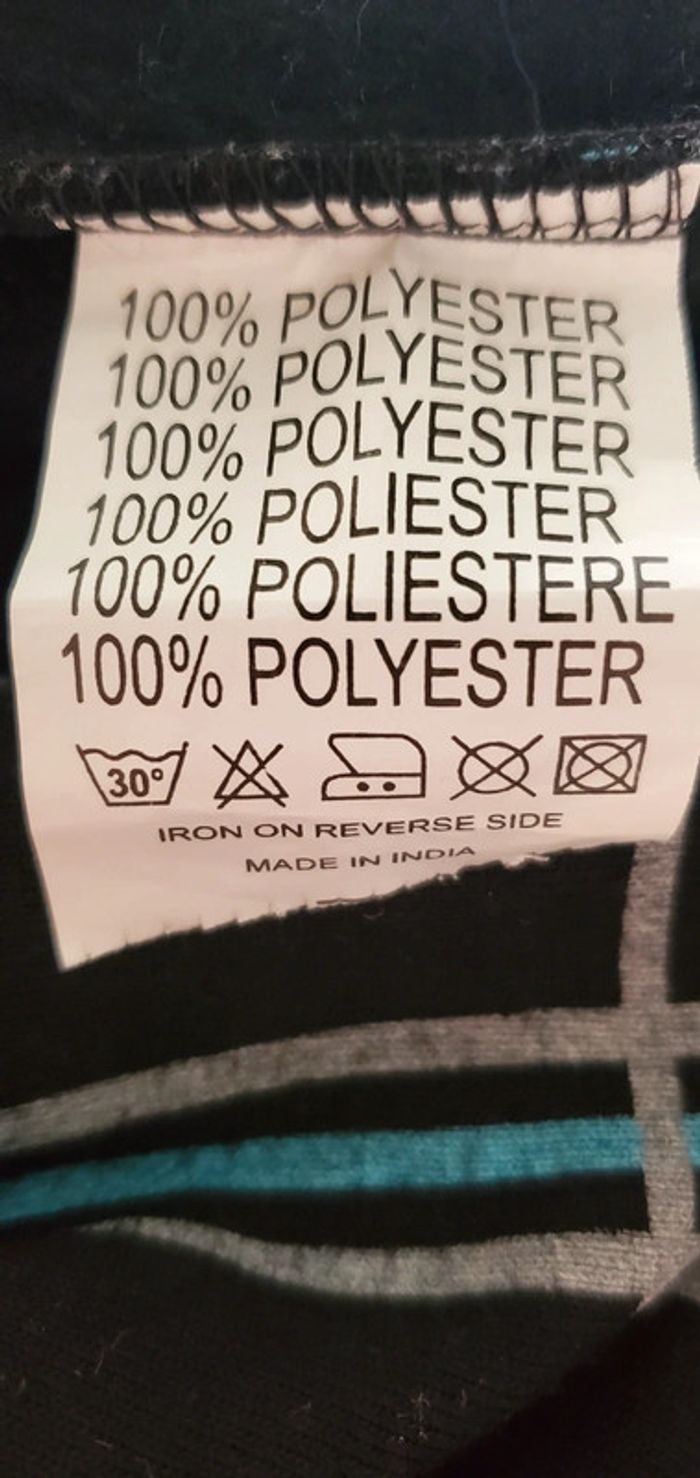 100% POLYESTER
100% POLYESTER
100% POLYESTER
100% POLIESTER
100% POLIESTERE
100% POLYESTER
30°
IRON ON REVERSE SIDE
MADE IN INDIA